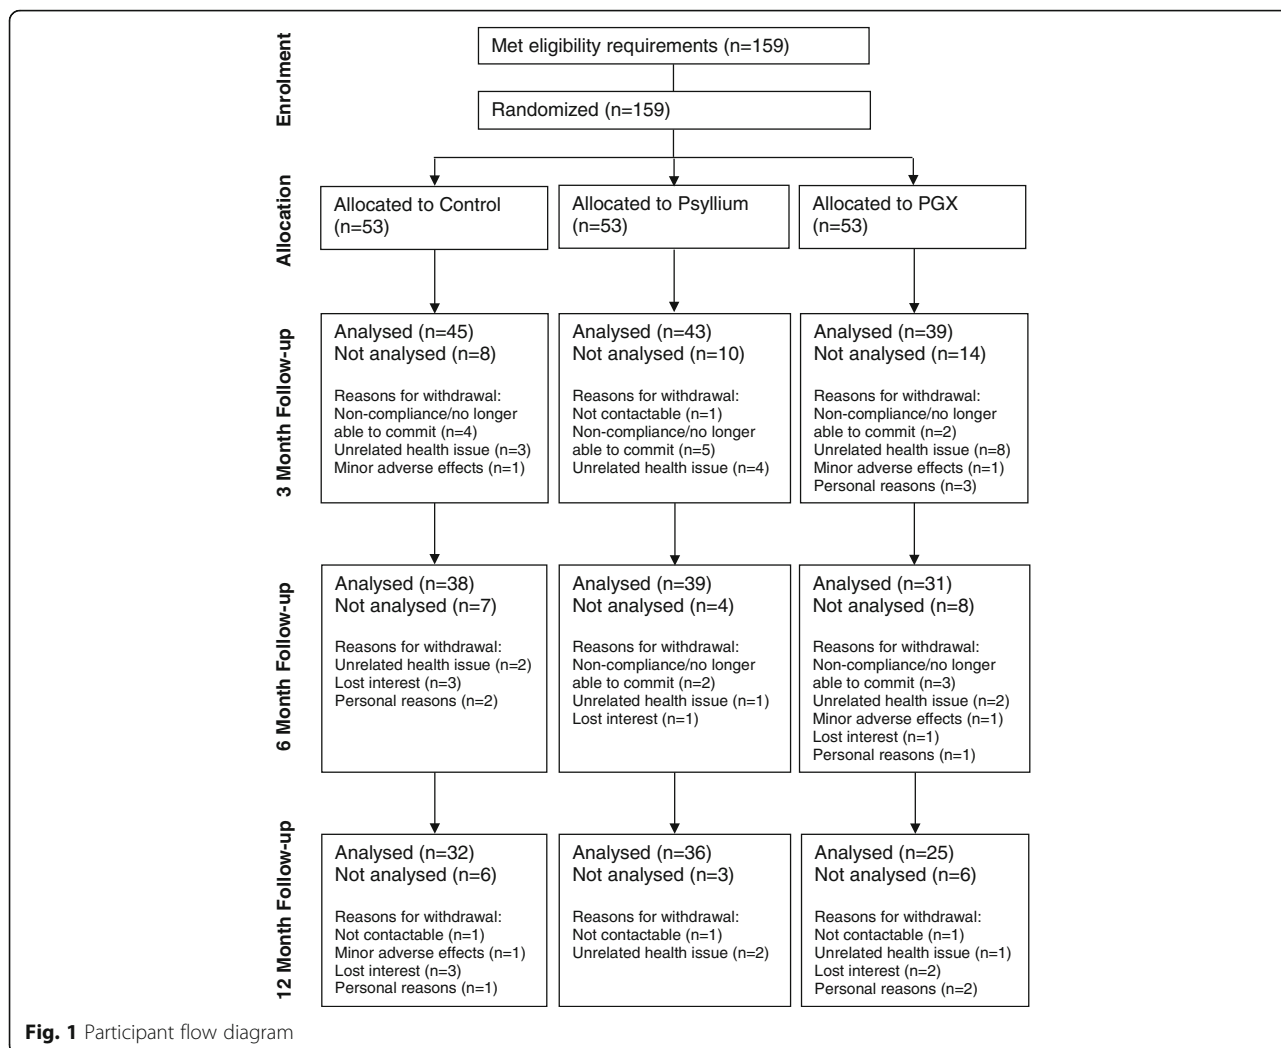 Enrolment
Met eligibility requirements (n=159)
Randomized (n=159)
Allocation
Allocated to Control
(n=53)
Allocated to Psyllium
(n=53)
Allocated to PGX
(n=53)
3 Month Follow-up
Analysed (n=45)
Not analysed (n=8)
Reasons for withdrawal:
Non-compliance/no longer
able to commit (n=4)
Unrelated health issue (n=3)
Minor adverse effects (n=1)
Analysed (n=43)
Not analysed (n=10)
Reasons for withdrawal:
Not contactable (n=1)
Non-compliance/no longer
able to commit (n=5)
Unrelated health issue (n=4)
Analysed (n=39)
Not analysed (n=14)
Reasons for withdrawal:
Non-compliance/no longer
able to commit (n=2)
Unrelated health issue (n=8)
Minor adverse effects (n=1)
Personal reasons (n=3)
6 Month Follow-up
Analysed (n=38)
Not analysed (n=7)
Reasons for withdrawal:
Unrelated health issue (n=2)
Lost interest (n=3)
Personal reasons (n=2)
Analysed (n=39)
Not analysed (n=4)
Reasons for withdrawal:
Non-compliance/no longer
able to commit (n=2)
Unrelated health issue (n=1)
Lost interest (n=1)
Analysed (n=31)
Not analysed (n=8)
Reasons for withdrawal:
Non-compliance/no longer
able to commit (n=3)
Unrelated health issue (n=2)
Minor adverse effects (n=1)
Lost interest (n=1)
Personal reasons (n=1)
12 Month Follow-up
Analysed (n=32)
Not analysed (n=6)
Reasons for withdrawal:
Not contactable (n=1)
Minor adverse effects (n=1)
Lost interest (n=3)
Personal reasons (n=1)
Analysed (n=36)
Not analysed (n=3)
Reasons for withdrawal:
Not contactable (n=1)
Unrelated health issue (n=2)
Analysed (n=25)
Not analysed (n=6)
Reasons for withdrawal:
Not contactable (n=1)
Unrelated health issue (n=1)
Lost interest (n=2)
Personal reasons (n=2)
Fig. 1 Participant flow diagram